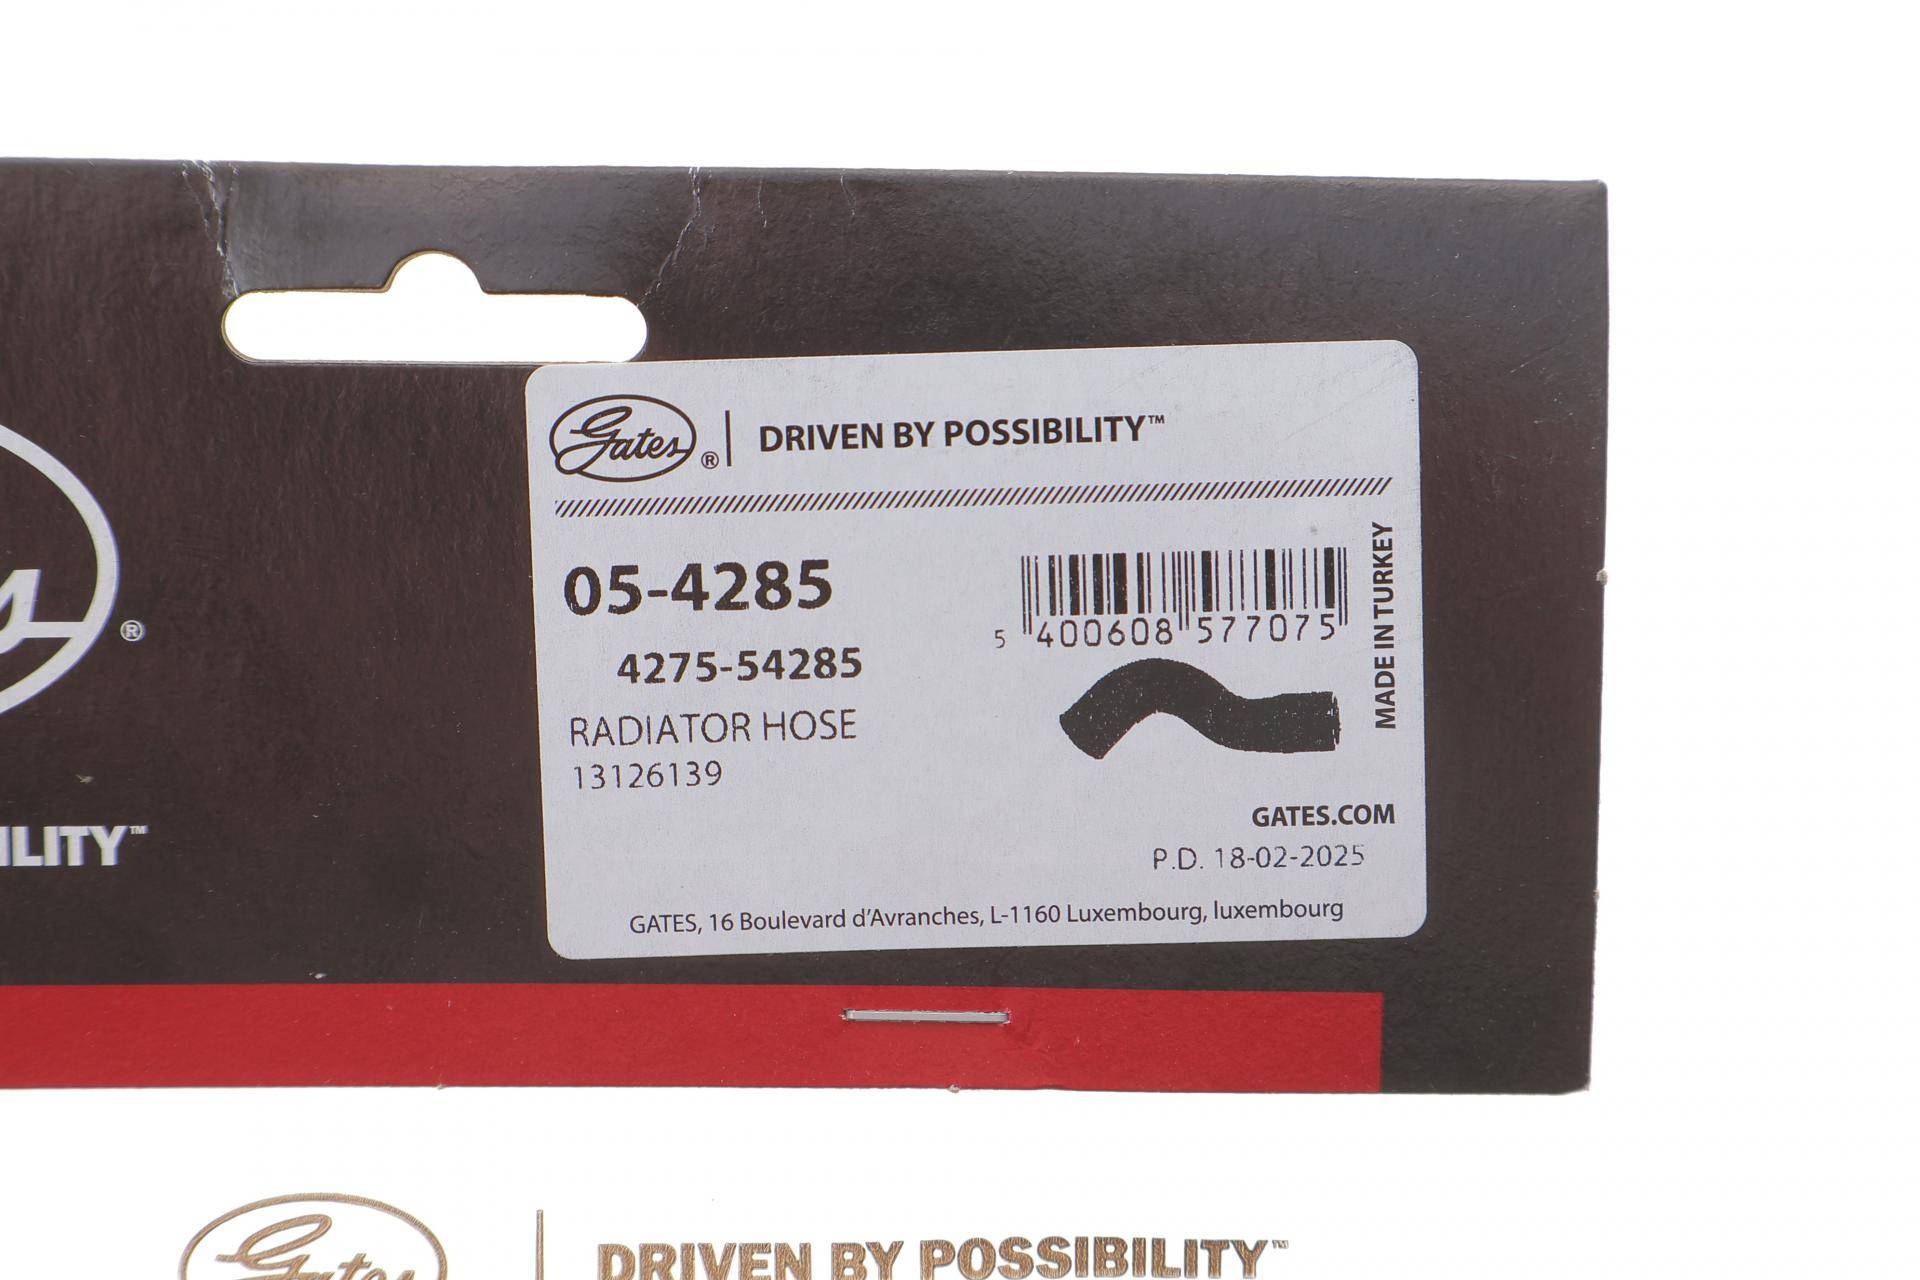 Gates ® | DRIVEN BY POSSIBILITY™
05-4285
4275-54285
RADIATOR HOSE
13126139
5 400608 577075
MADE IN TURKEY
GATES.COM
P.D. 18-02-2025
GATES, 16 Boulevard d'Avranches, L-1160 Luxembourg, luxembourg
®
ILITY™
Gates | DRIVEN BY POSSIBILITY™